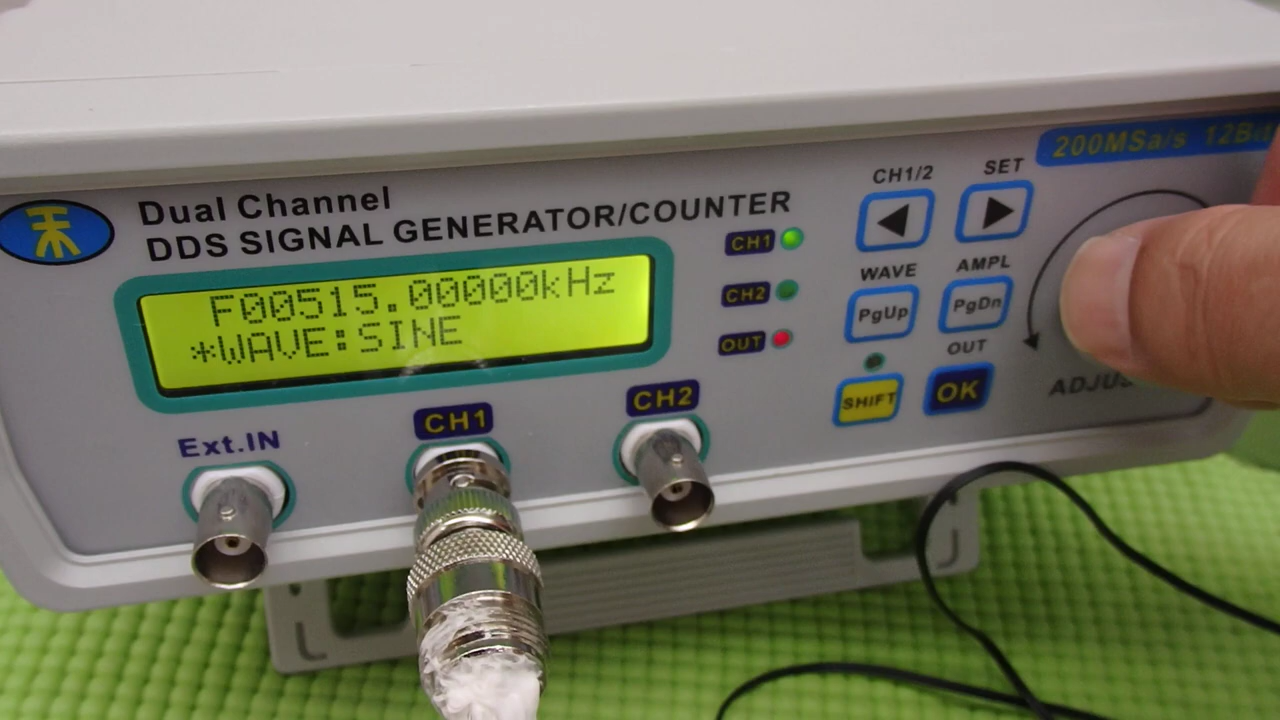 200MSa/s 12Bit
Dual Channel
DDS SIGNAL GENERATOR/COUNTER
F00515.00000kHz
*WAVE:SINE
CH1
CH2
OUT
CH1/2
SET
WAVE
AMPL
PgUp
PgDn
OUT
SHIFT
OK
Ext.IN
CH1
CH2